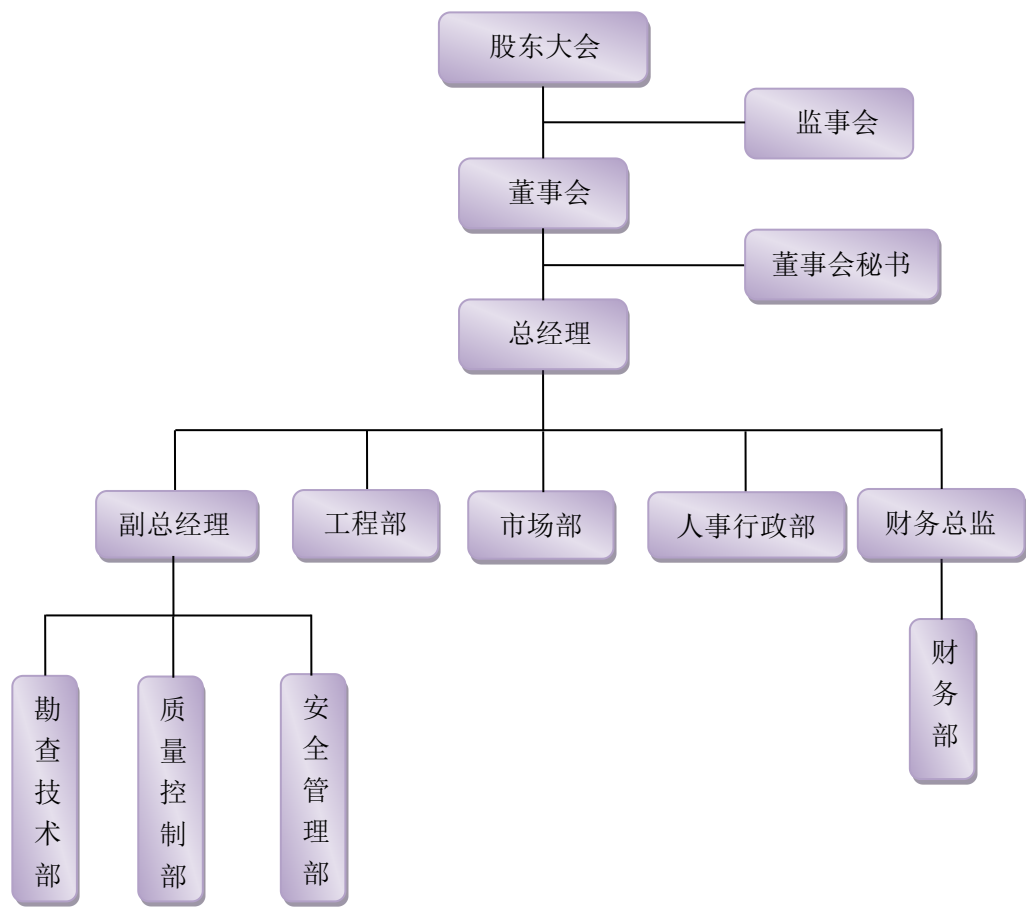 股东大会
监事会
董事会
董事会秘书
总经理
副总经理
工程部
市场部
人事行政部
财务总监
财务部
勘查技术部
质量控制部
安全管理部